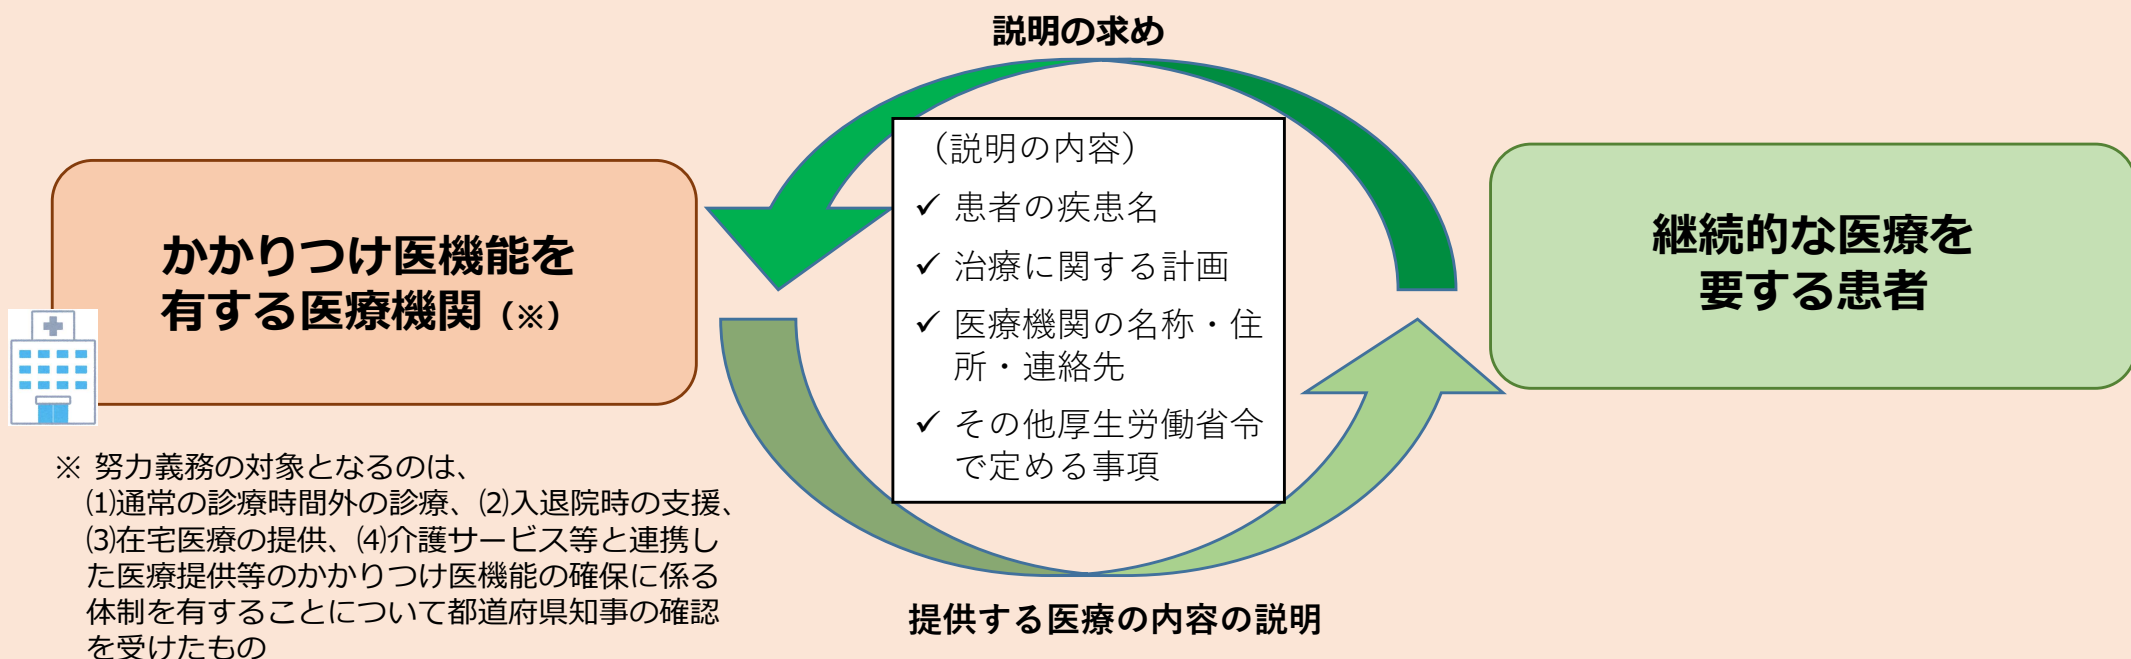 説明の求め
かかりつけ医機能を
有する医療機関（※）
（説明の内容）
✓ 患者の疾患名
✓ 治療に関する計画
✓ 医療機関の名称・住
所・連絡先
✓ その他厚生労働省令
で定める事項
継続的な医療を
要する患者
※ 努力義務の対象となるのは、
⑴通常の診療時間外の診療、⑵入退院時の支援、
⑶在宅医療の提供、⑷介護サービス等と連携し
た医療提供等のかかりつけ医機能の確保に係る
体制を有することについて都道府県知事の確認
を受けたもの
提供する医療の内容の説明